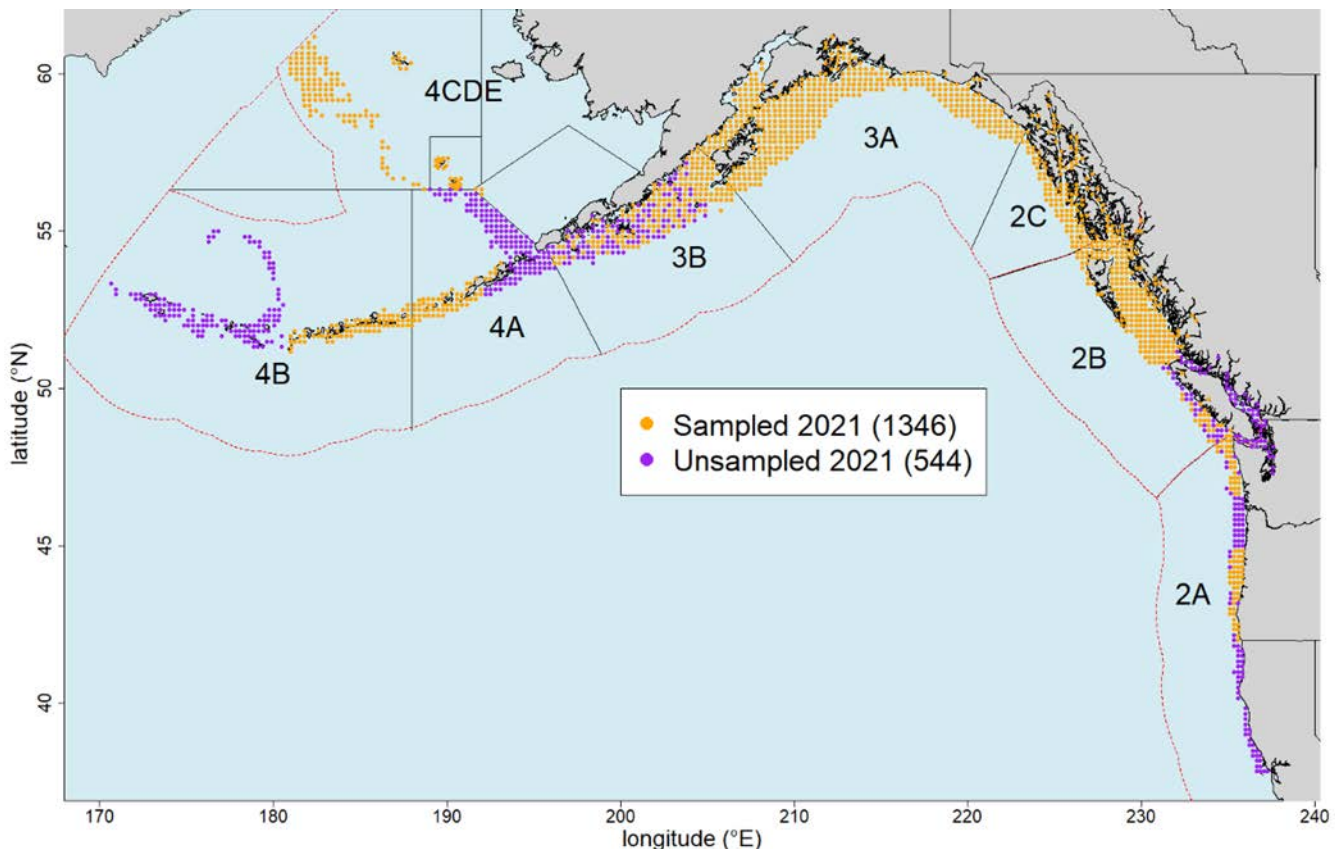 60
55
50
45
40
latitude (°N)
4CDE
3A
2C
3B
4A
4B
2B
2A
Sampled 2021 (1346)
Unsampled 2021 (544)
170
180
190
200
210
220
230
240
longitude (°E)